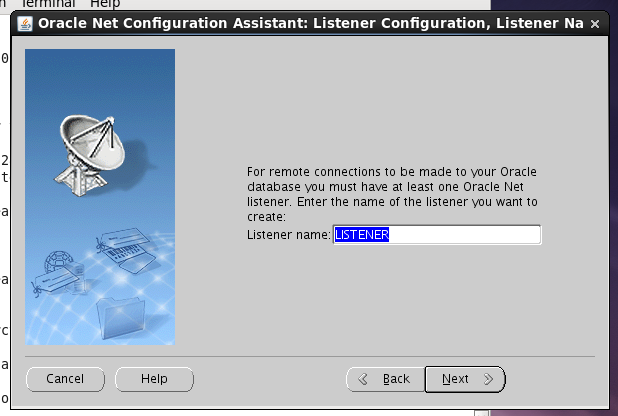 Terminal Help
Oracle Net Configuration Assistant: Listener Configuration, Listener Na
For remote connections to be made to your Oracle
database you must have at least one Oracle Net
listener. Enter the name of the listener you want to
create:
Listener name: LISTENER
Cancel Help Back Next